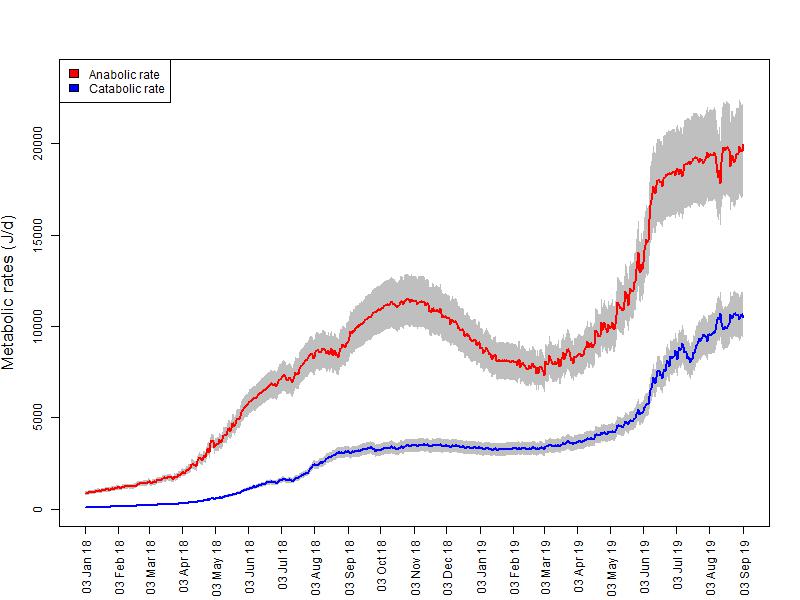 Anabolic rate
Catabolic rate
Metabolic rates (J/d)
20000
15000
10000
5000
0
03 Jan 18
03 Feb 18
03 Mar 18
03 Apr 18
03 May 18
03 Jun 18
03 Jul 18
03 Aug 18
03 Sep 18
03 Oct 18
03 Nov 18
03 Dec 18
03 Jan 19
03 Feb 19
03 Mar 19
03 Apr 19
03 May 19
03 Jun 19
03 Jul 19
03 Aug 19
03 Sep 19